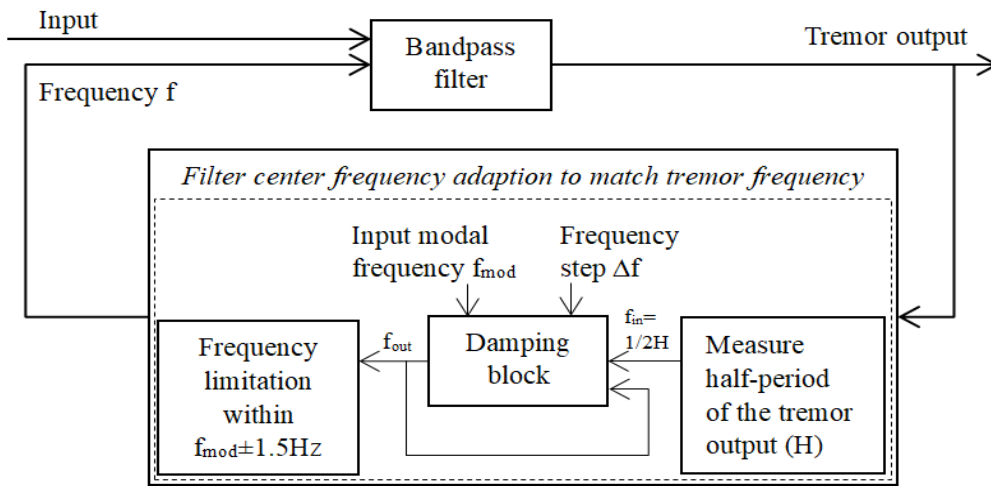 Input
Bandpass
filter
Tremor output
Frequency f
Filter center frequency adaption to match tremor frequency
Input modal
frequency fmod
Frequency
step Δf
fin=
1/2H
fout
Damping
block
Frequency
limitation
within
fmod±1.5Hz
Measure
half-period
of the tremor
output (H)